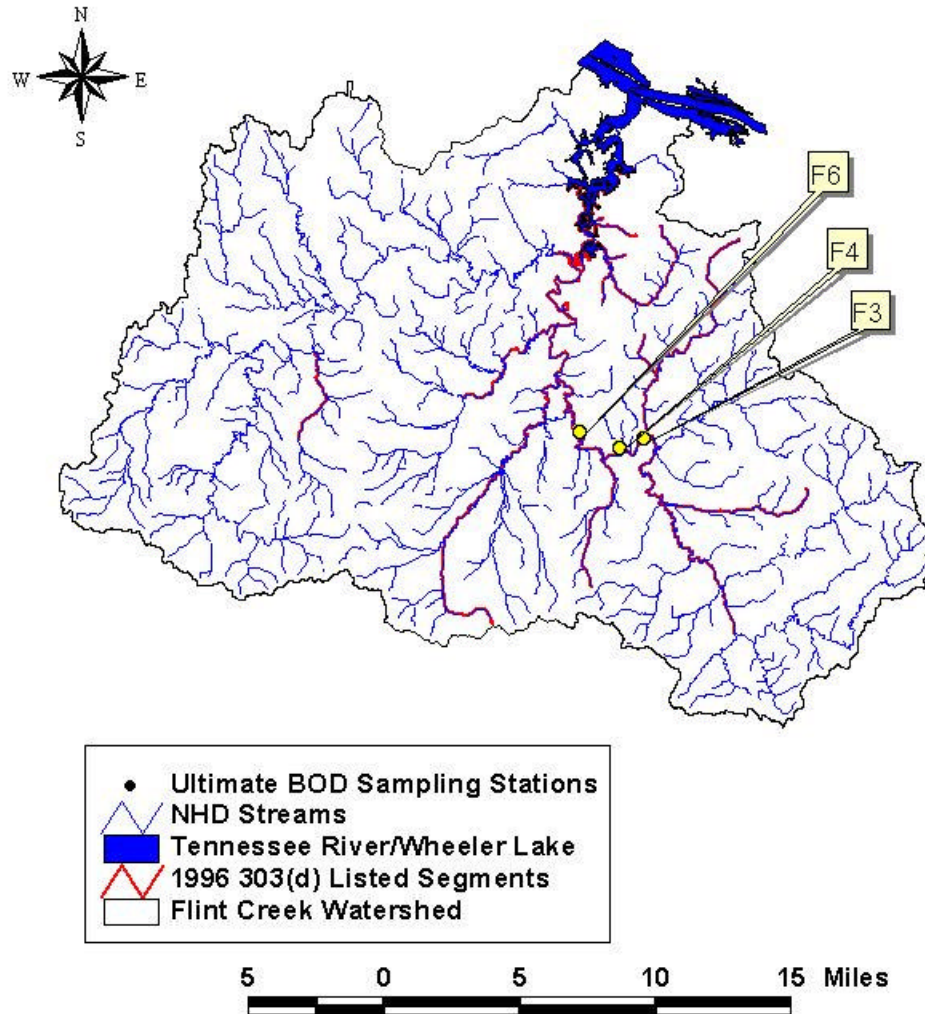 N
W E
S
F6
F4
F3
Ultimate BOD Sampling Stations
NHD Streams
Tennessee River/Wheeler Lake
1996 303(d) Listed Segments
Flint Creek Watershed
5 0 5 10 15 Miles